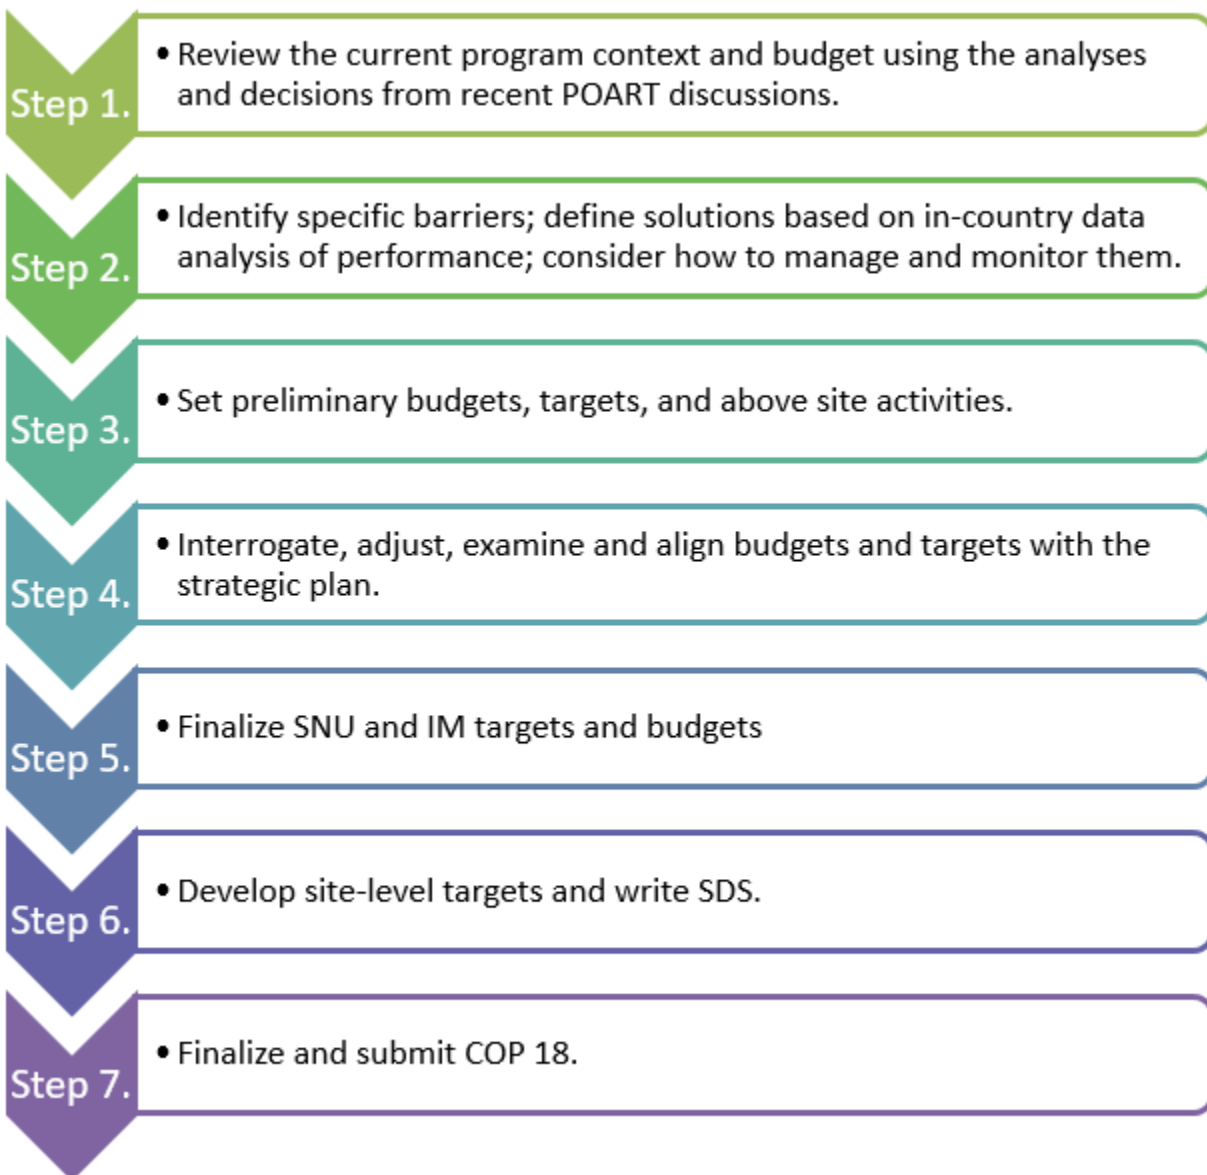 Step 1.
• Review the current program context and budget using the analyses
and decisions from recent POART discussions.
Step 2.
• Identify specific barriers; define solutions based on in-country data
analysis of performance; consider how to manage and monitor them.
Step 3.
• Set preliminary budgets, targets, and above site activities.
Step 4.
• Interrogate, adjust, examine and align budgets and targets with the
strategic plan.
Step 5.
• Finalize SNU and IM targets and budgets
Step 6.
• Develop site-level targets and write SDS.
Step 7.
• Finalize and submit COP 18.